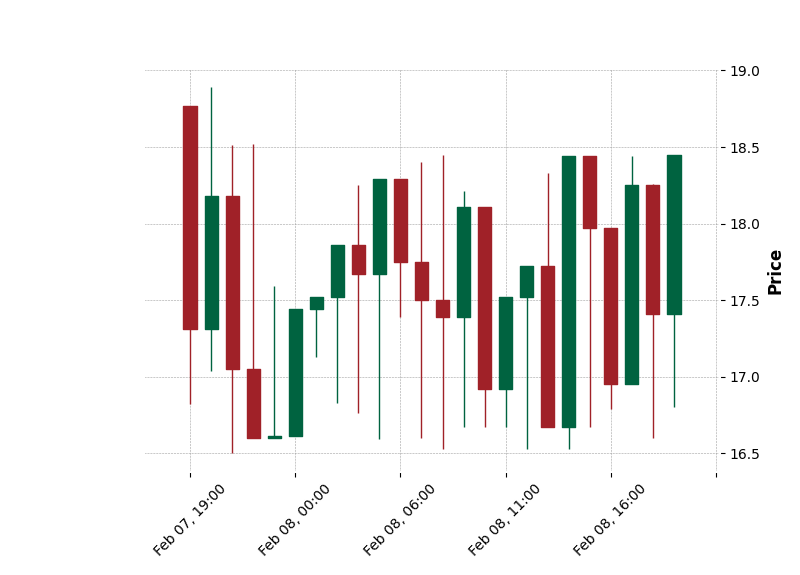 19.0
18.5
18.0
17.5
17.0
16.5
Price
Feb 07, 19:00
Feb 08, 00:00
Feb 08, 06:00
Feb 08, 11:00
Feb 08, 16:00